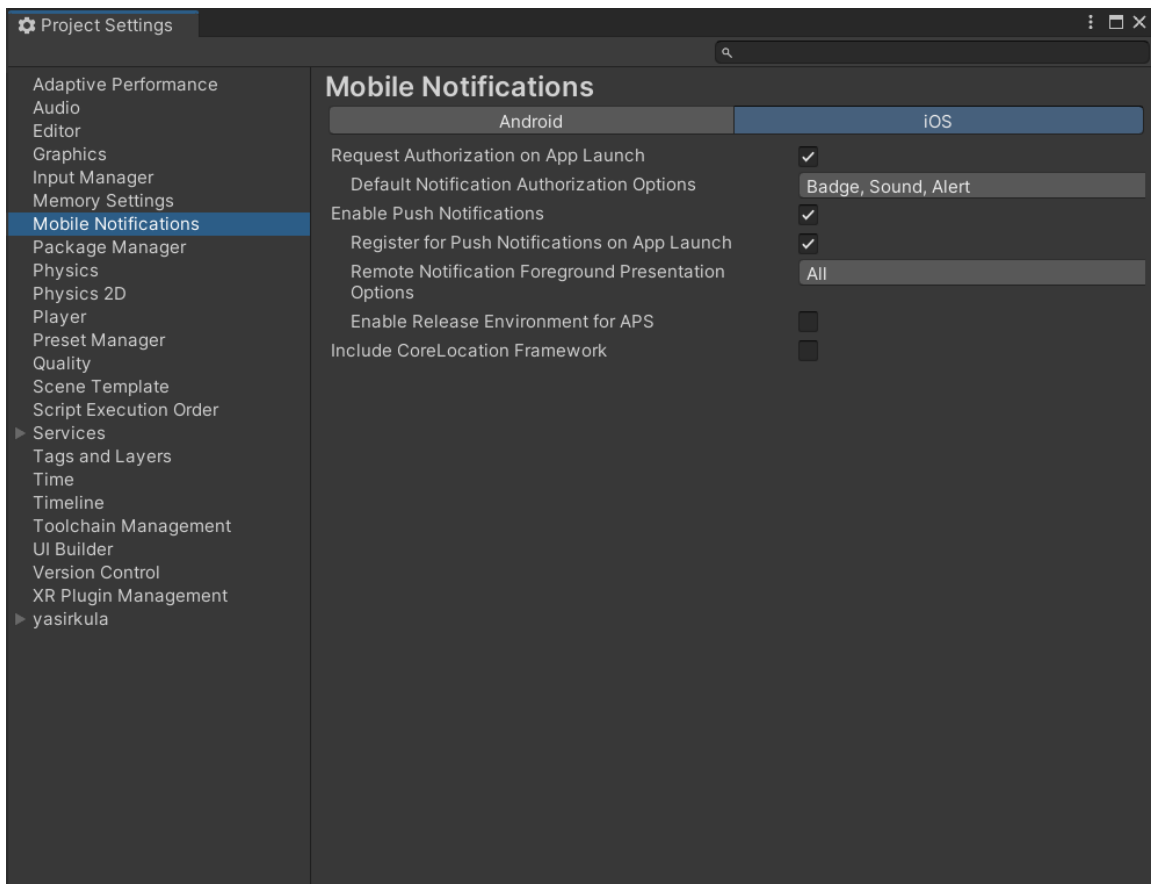 Project Settings
Adaptive Performance
Audio
Editor
Graphics
Input Manager
Memory Settings
Mobile Notifications
Package Manager
Physics
Physics 2D
Player
Preset Manager
Quality
Scene Template
Script Execution Order
Services
Tags and Layers
Time
Timeline
Toolchain Management
UI Builder
Version Control
XR Plugin Management
yasirkula
Mobile Notifications
Android iOS
Request Authorization on App Launch
Default Notification Authorization Options Badge, Sound, Alert
Enable Push Notifications
Register for Push Notifications on App Launch
Remote Notification Foreground Presentation All
Options
Enable Release Environment for APS
Include CoreLocation Framework